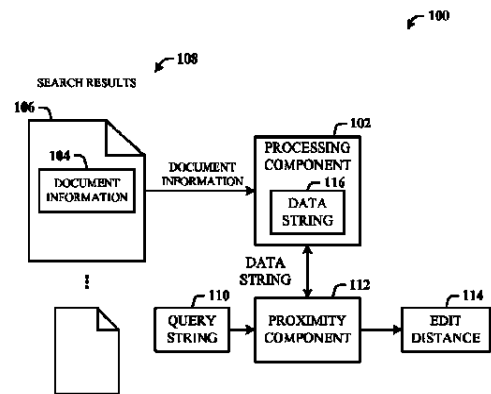 100
108
SEARCH RESULTS
106
104
DOCUMENT
INFORMATION
DOCUMENT
INFORMATION
102
PROCESSING
COMPONENT
116
DATA
STRING
DATA
STRING
110
QUERY
STRING
112
PROXIMITY
COMPONENT
114
EDIT
DISTANCE